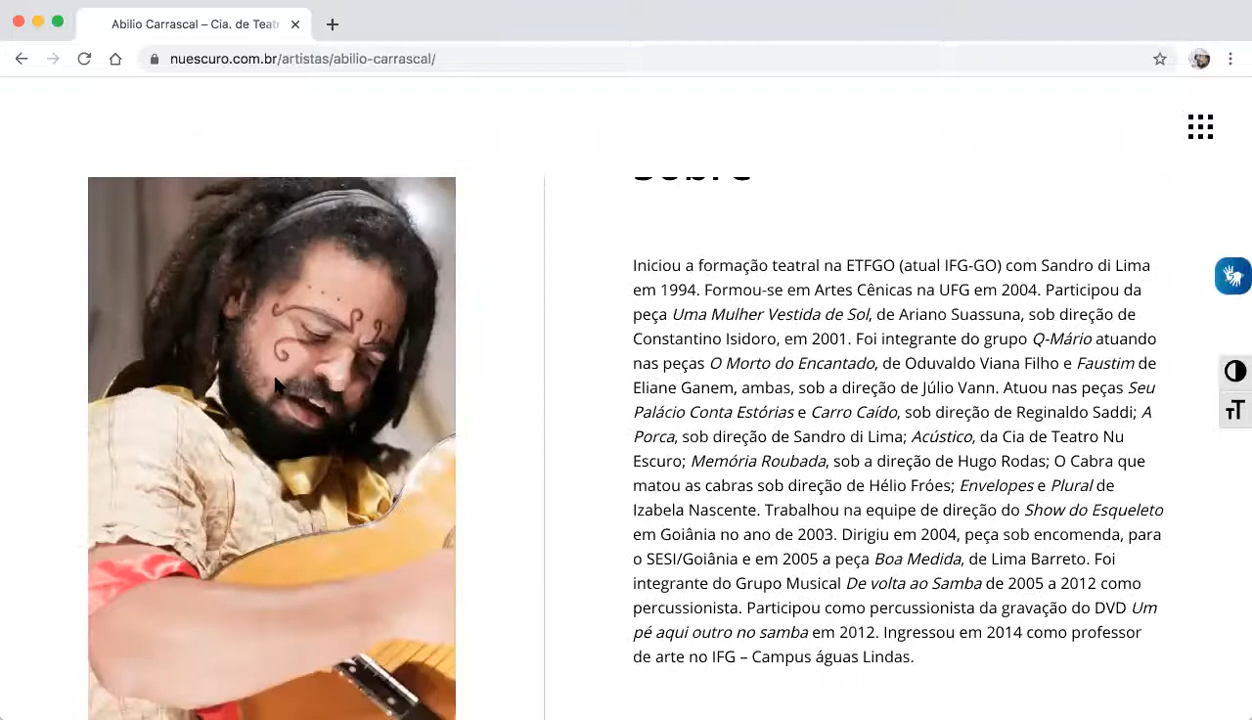 Abilio Carrascal – Cia. de Teatr
nuescuro.com.br/artistas/abilio-carrascal/
Sobre
Iniciou a formação teatral na ETFGO (atual IFG-GO) com Sandro di Lima
em 1994. Formou-se em Artes Cênicas na UFG em 2004. Participou da
peça Uma Mulher Vestida de Sol, de Ariano Suassuna, sob direção de
Constantino Isidoro, em 2001. Foi integrante do grupo Q-Mário atuando
nas peças O Morto do Encantado, de Oduvaldo Viana Filho e Faustim de
Eliane Ganem, ambas, sob a direção de Júlio Vann. Atuou nas peças Seu
Palácio Conta Estórias e Carro Caído, sob direção de Reginaldo Saddi; A
Porca, sob direção de Sandro di Lima; Acústico, da Cia de Teatro Nu
Escuro; Memória Roubada, sob a direção de Hugo Rodas; O Cabra que
matou as cabras sob direção de Hélio Fróes; Envelopes e Plural de
Izabela Nascente. Trabalhou na equipe de direção do Show do Esqueleto
em Goiânia no ano de 2003. Dirigiu em 2004, peça sob encomenda, para
o SESI/Goiânia e em 2005 a peça Boa Medida, de Lima Barreto. Foi
integrante do Grupo Musical De volta ao Samba de 2005 a 2012 como
percussionista. Participou como percussionista da gravação do DVD Um
pé aqui outro no samba em 2012. Ingressou em 2014 como professor
de arte no IFG – Campus águas Lindas.
TT